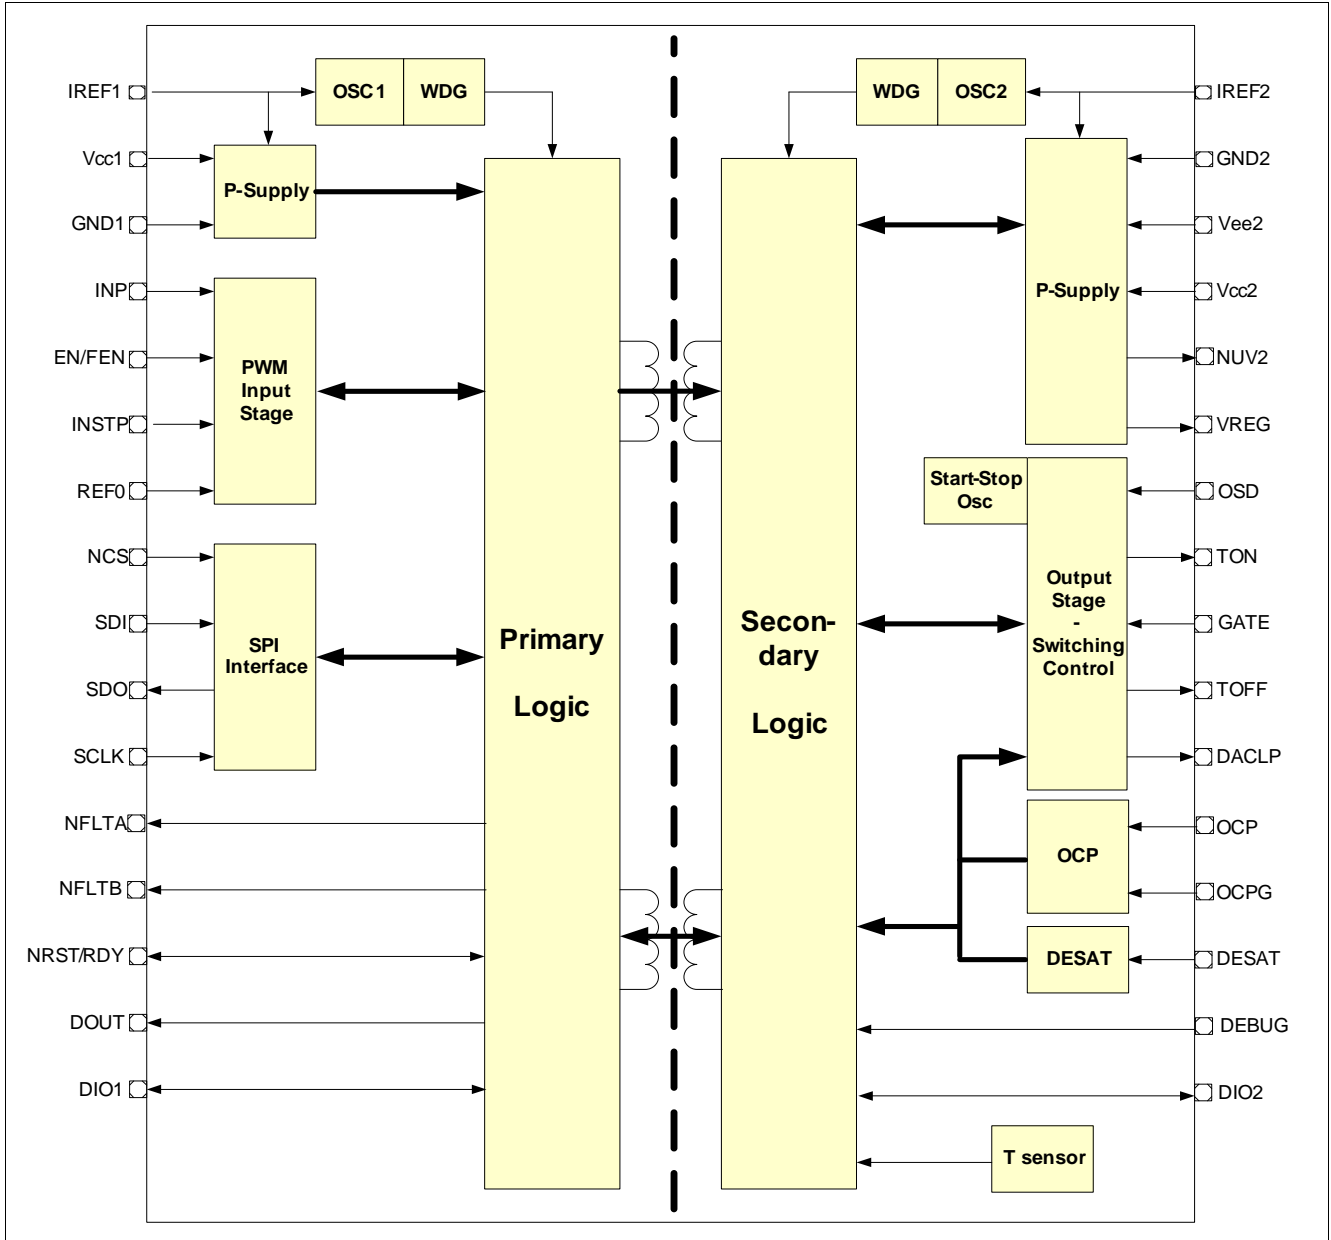 IREF1
OSC1
WDG
WDG
OSC2
IREF2
Vcc1
P-Supply
GND1
GND2
Vee2
P-Supply
Vcc2
NUV2
VREG
INP
EN/FEN
PWM
Input
Stage
INSTP
REF0
Start-Stop
Osc
OSD
NCS
SDI
SPI
Interface
SDO
SCLK
Primary
Logic
Secon-
dary
Logic
Output
Stage
-
Switching
Control
TON
GATE
TOFF
DACLP
NFLTA
NFLTB
NRST/RDY
DOUT
DIO1
OCP
OCP
OCPG
DESAT
DESAT
DEBUG
DIO2
T sensor